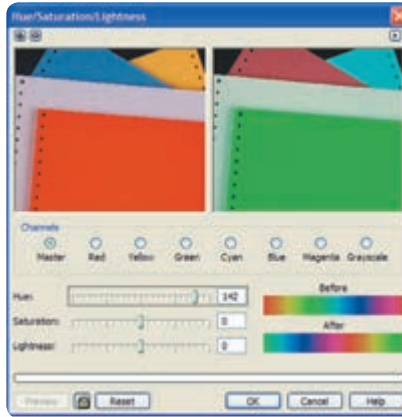 Hue/Saturation/Lightness
Channels
Master Red Yellow Green Cyan Blue Magenta Grayscale
Hue: 142
Before
Saturation: 0
After
Lightness: 0
Preview Reset OK Cancel Help